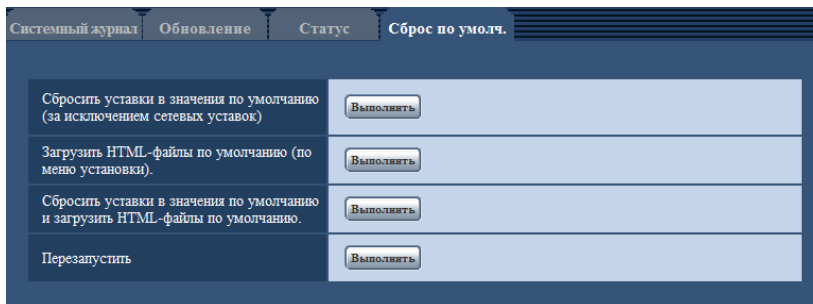 Системный журнал Обновление Статус Сброс по умолч.
Сбросить уставки в значения по умолчанию
(за исключением сетевых уставок)
Выполнить
Загрузить HTML-файлы по умолчанию (по
меню установки).
Выполнить
Сбросить уставки в значения по умолчанию
и загрузить HTML-файлы по умолчанию.
Выполнить
Перезапустить
Выполнить